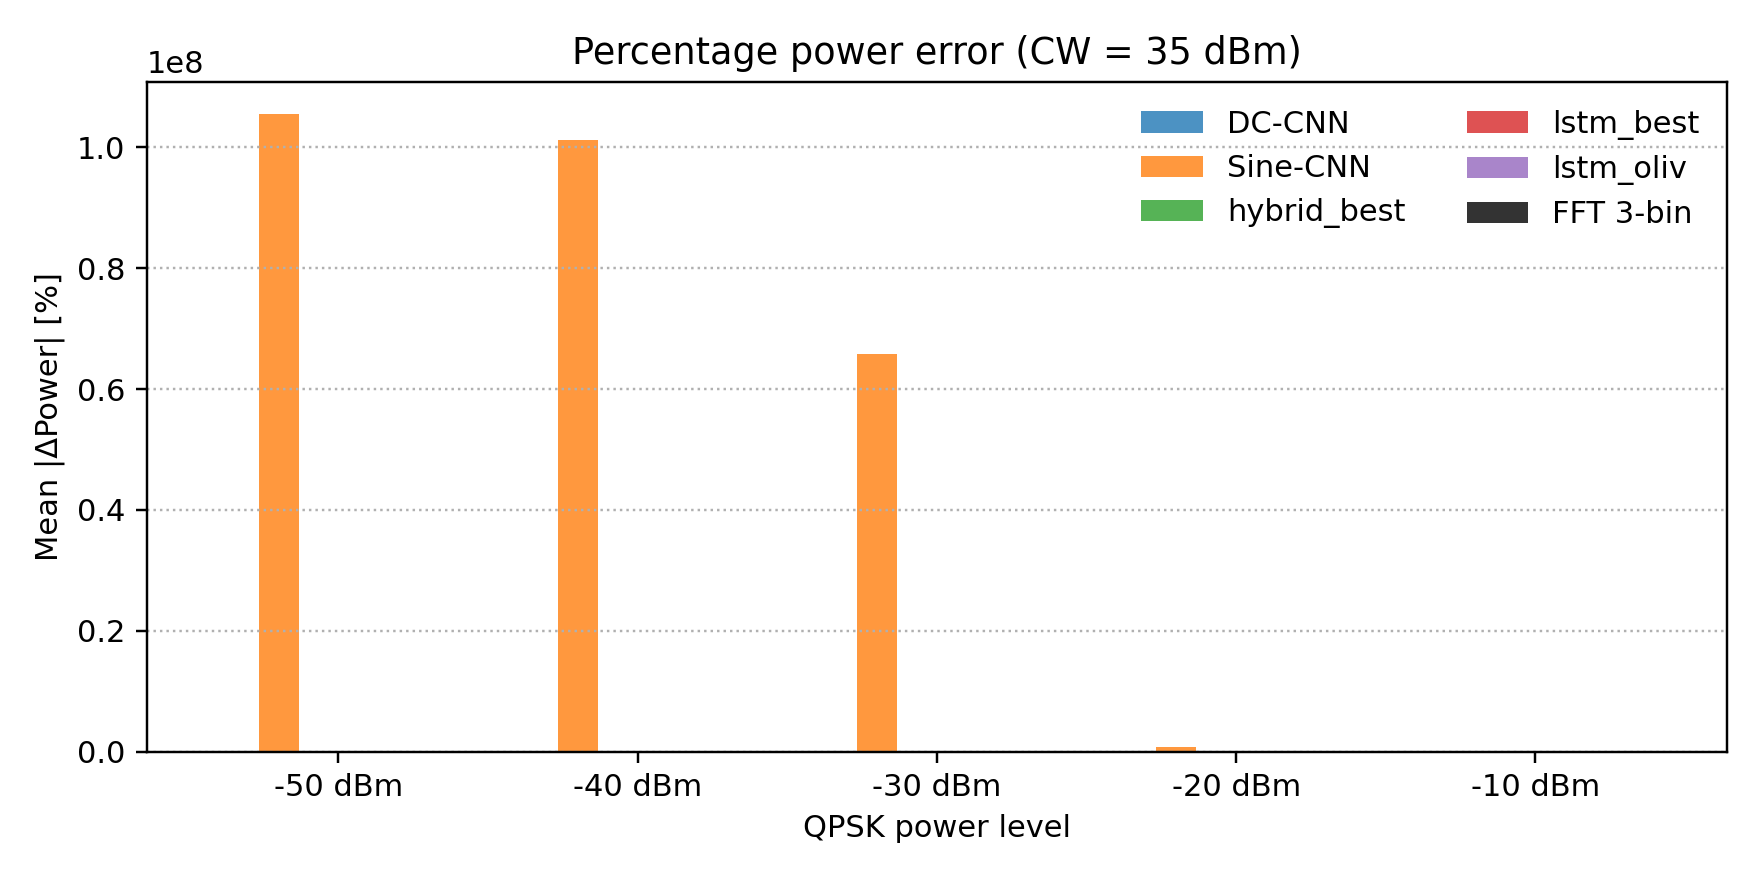 Percentage power error (CW = 35 dBm)
1e8
DC-CNN
Sine-CNN
hybrid_best
lstm_best
lstm_oliv
FFT 3-bin
Mean |ΔPower| [%]
1.0
0.8
0.6
0.4
0.2
0.0
-50 dBm
-40 dBm
-30 dBm
-20 dBm
-10 dBm
QPSK power level